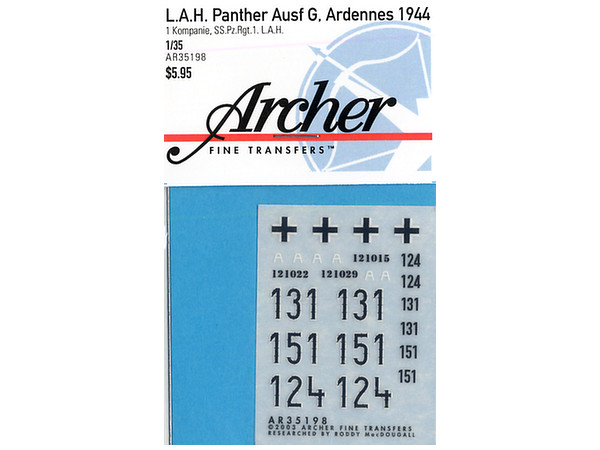 L.A.H. Panther Ausf G, Ardennes 1944
1 Kompanie, SS.Pz.Rgt.1. L.A.H.
1/35
AR35198
$5.95
Archer
FINE TRANSFERS™
A A A A 121015 124
121022 121029 A A 124
131 131 131
131
151 151 151
124 124 151
AR35198
©2003 ARCHER FINE TRANSFERS
RESEARCHED BY RODDY MacDOUGALL